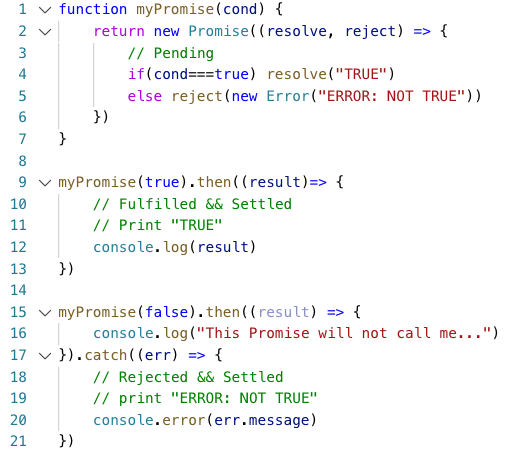 1 function myPromise(cond) {
2     return new Promise((resolve, reject) => {
3         // Pending
4         if(cond===true) resolve("TRUE")
5         else reject(new Error("ERROR: NOT TRUE"))
6     })
7 }
8
9 myPromise(true).then((result)=> {
10     // Fulfilled && Settled
11     // Print "TRUE"
12     console.log(result)
13 })
14
15 myPromise(false).then((result) => {
16     console.log("This Promise will not call me...")
17 }).catch((err) => {
18     // Rejected && Settled
19     // print "ERROR: NOT TRUE"
20     console.error(err.message)
21 })